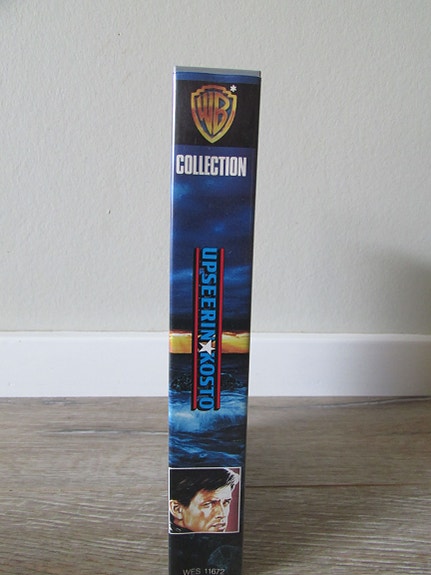 WB*
COLLECTION
UPSEERIN★KOSTO
WES 11672